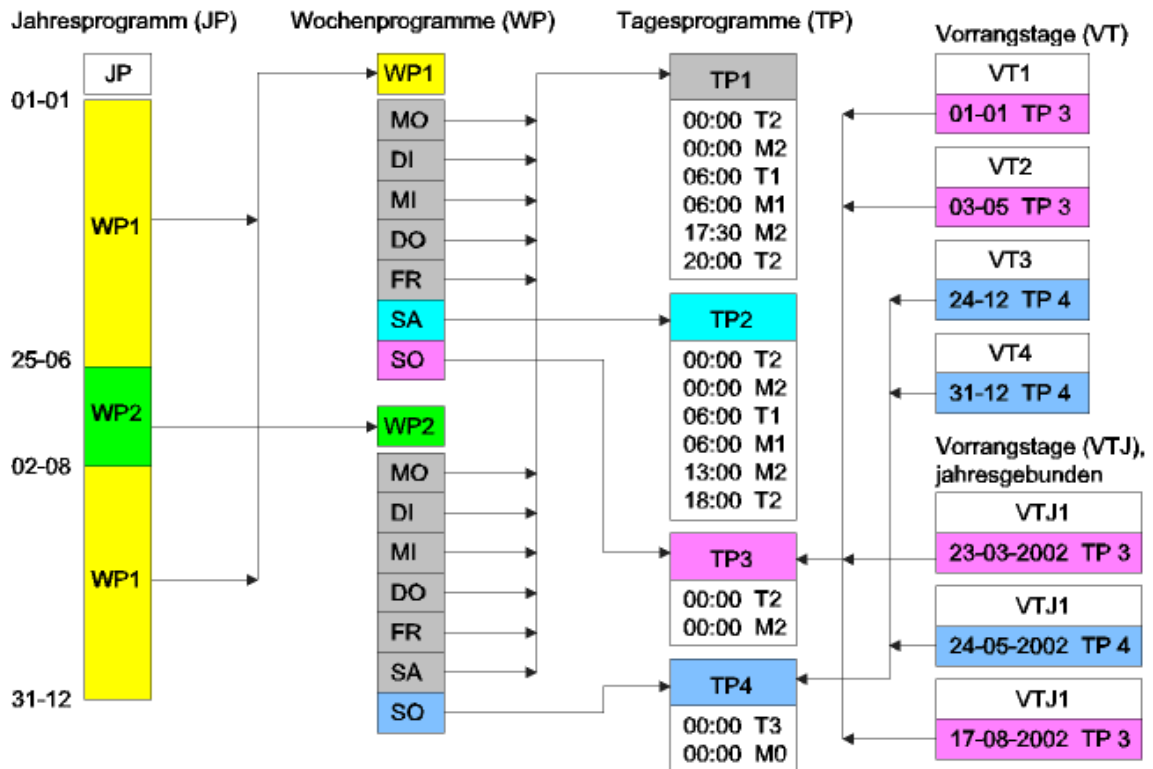 Jahresprogramm (JP)
JP
01-01
WP1
25-06
WP2
02-08
WP1
31-12
Wochenprogramme (WP)
WP1
MO
DI
MI
DO
FR
SA
SO
WP2
MO
DI
MI
DO
FR
SA
SO
Tagesprogramme (TP)
TP1
00:00 T2
00:00 M2
06:00 T1
06:00 M1
17:30 M2
20:00 T2
TP2
00:00 T2
00:00 M2
06:00 T1
06:00 M1
13:00 M2
18:00 T2
TP3
00:00 T2
00:00 M2
TP4
00:00 T3
00:00 M0
Vorrangstage (VT)
VT1
01-01 TP 3
VT2
03-05 TP 3
VT3
24-12 TP 4
VT4
31-12 TP 4
Vorrangstage (VTJ),
jahresgebunden
VTJ1
23-03-2002 TP 3
VTJ1
24-05-2002 TP 4
VTJ1
17-08-2002 TP 3